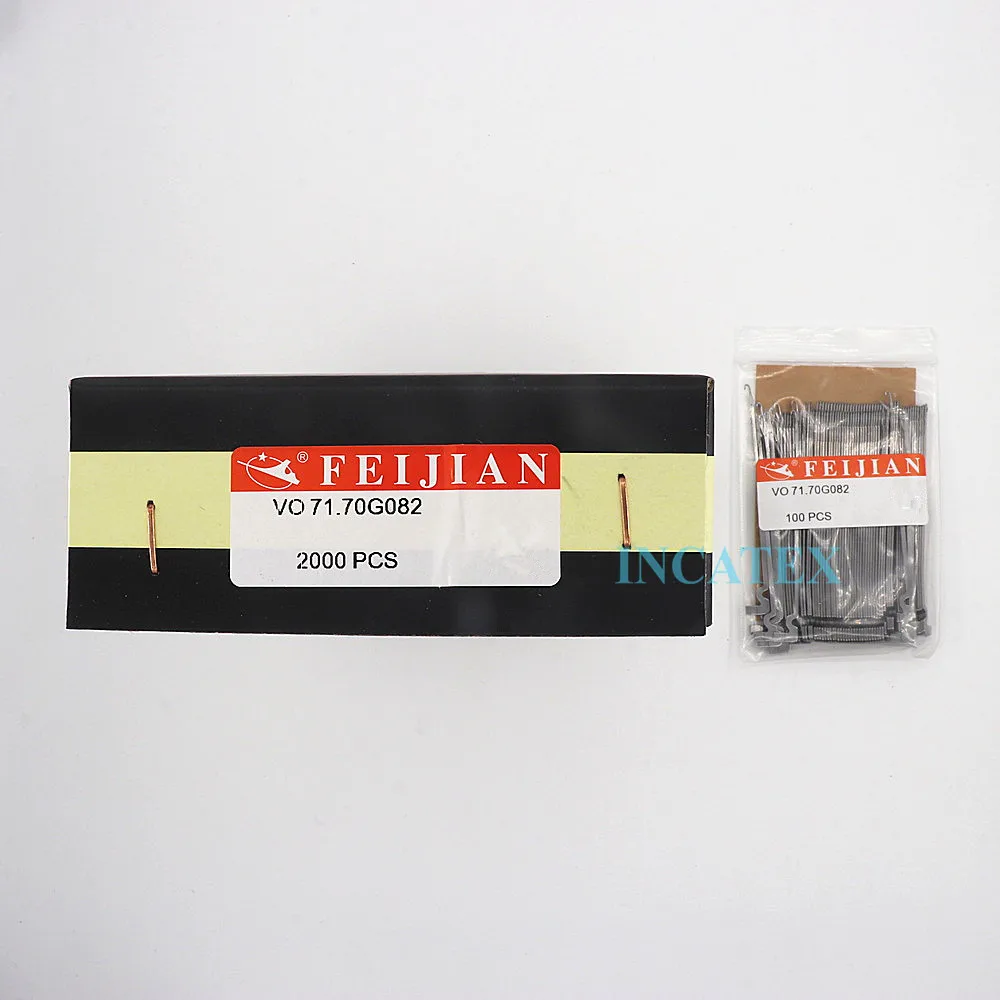 ® FEIJIAN
VO 71.70G082
2000 PCS
FEIJIAN
VO 71.70G082
100 PCS
INCATEX